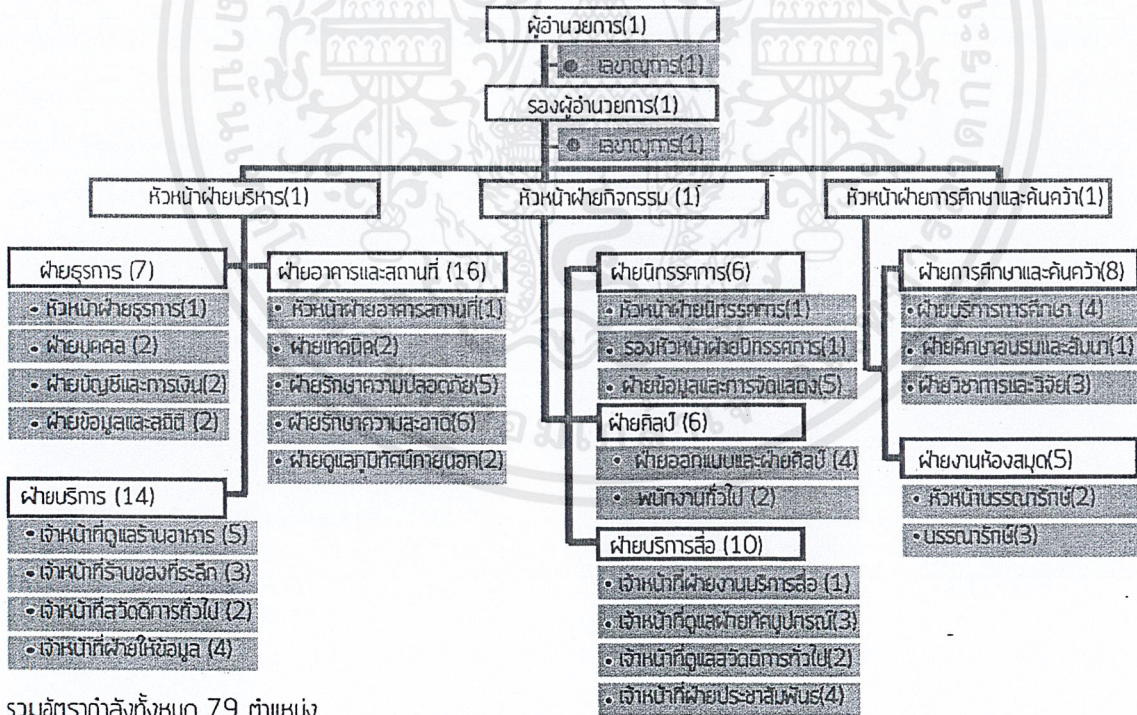 ผู้อำนวยการ(1)
เลขานุการ(1)
รองผู้อำนวยการ(1)
เลขานุการ(1)
หัวหน้าฝ่ายบริหาร(1)
หัวหน้าฝ่ายกิจกรรม (1)
หัวหน้าฝ่ายการศึกษาและค้นคว้า(1)
ฝ่ายธุรการ (7)
• หัวหน้าฝ่ายธุรการ(1)
• ฝ่ายบุคคล (2)
• ฝ่ายบัญชีและการเงิน(2)
• ฝ่ายข้อมูลและสถิติ (2)
ฝ่ายบริการ (14)
• เจ้าหน้าที่ดูแลร้านอาหาร (5)
• เจ้าหน้าที่ร้านของที่ระลึก (3)
• เจ้าหน้าที่สวัดดิการทั่วไป (2)
• เจ้าหน้าที่ฝ่ายให้ข้อมูล (4)
ฝ่ายอาคารและสถานที่ (16)
• หัวหน้าฝ่ายอาคารสถานที่(1)
• ฝ่ายเทคนิค(2)
• ฝ่ายรักษาความปลอดภัย(5)
• ฝ่ายรักษาความสะอาด(6)
• ฝ่ายดูแลภูมิทัศน์ภายนอก(2)
ฝ่ายนิทรรศการ(6)
• หัวหน้าฝ่ายนิทรรศการ(1)
• รองหัวหน้าฝ่ายนิทรรศการ(1)
• ฝ่ายข้อมูลและการจัดแสดง(5)
ฝ่ายศิลป์ (6)
• ฝ่ายออกแบบและฝ่ายศิลป์ (4)
• พนักงานทั่วไป (2)
ฝ่ายบริการสื่อ (10)
• เจ้าหน้าที่ฝ่ายงานบริการสื่อ (1)
• เจ้าหน้าที่ดูแลฝ่ายทัศนูปกรณ์(3)
• เจ้าหน้าที่ดูแลสวัดดิการทั่วไป(2)
• เจ้าหน้าที่ฝ่ายประชาสัมพันธ์(4)
ฝ่ายการศึกษาและค้นคว้า(8)
• ฝ่ายบริการการศึกษา (4)
• ฝ่ายศึกษาอบรมและสัมนา(1)
• ฝ่ายวิชาการและวิจัย(3)
ฝ่ายงานห้องสมุด(5)
• หัวหน้าบรรณารักษ์(2)
• บรรณารักษ์(3)
รวมอัตรากำลังทั้งหมด 79 ตำแหน่ง